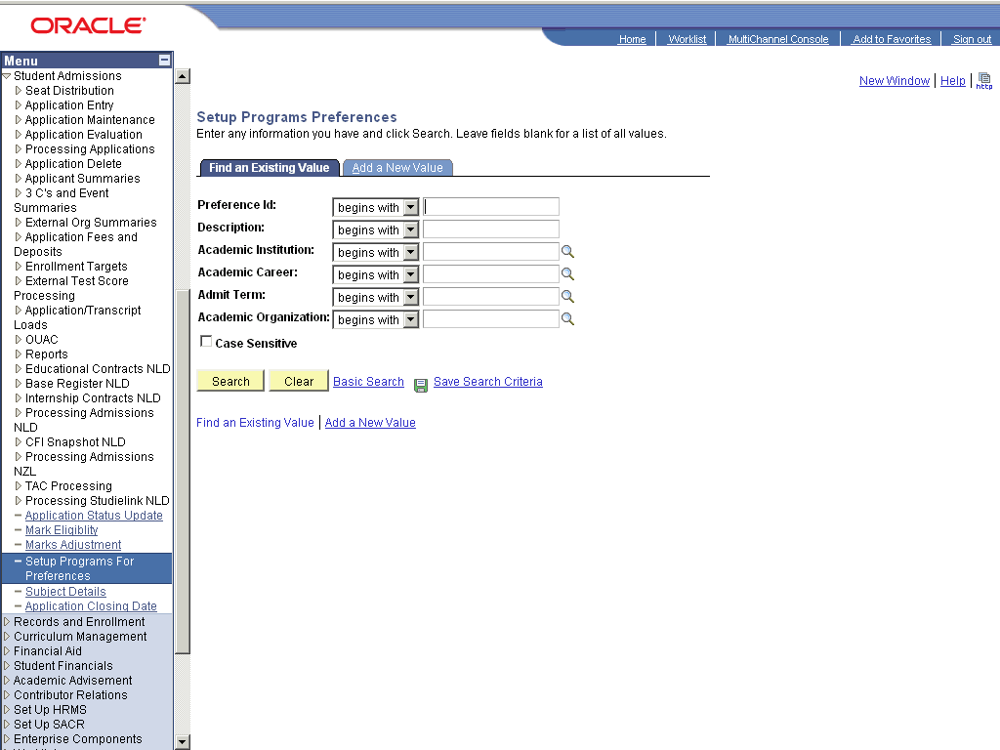 ORACLE®
Home
Worklist
MultiChannel Console
Add to Favorites
Sign out
Menu
Student Admissions
Seat Distribution
Application Entry
Application Maintenance
Application Evaluation
Processing Applications
Application Delete
Applicant Summaries
3 C's and Event
Summaries
External Org Summaries
Application Fees and
Deposits
Enrollment Targets
External Test Score
Processing
Application/Transcript
Loads
OUAC
Reports
Educational Contracts NLD
Base Register NLD
Internship Contracts NLD
Processing Admissions
NLD
CFI Snapshot NLD
Processing Admissions
NZL
TAC Processing
Processing Studielink NLD
Application Status Update
Mark Eligiblity
Marks Adjustment
Setup Programs For
Preferences
Subject Details
Application Closing Date
Records and Enrollment
Curriculum Management
Financial Aid
Student Financials
Academic Advisement
Contributor Relations
Set Up HRMS
Set Up SACR
Enterprise Components
New Window | Help |
http
Setup Programs Preferences
Enter any information you have and click Search. Leave fields blank for a list of all values.
Find an Existing Value
Add a New Value
Preference Id: begins with
Description: begins with
Academic Institution: begins with
Academic Career: begins with
Admit Term: begins with
Academic Organization: begins with
Case Sensitive
Search
Clear
Basic Search
Save Search Criteria
Find an Existing Value | Add a New Value